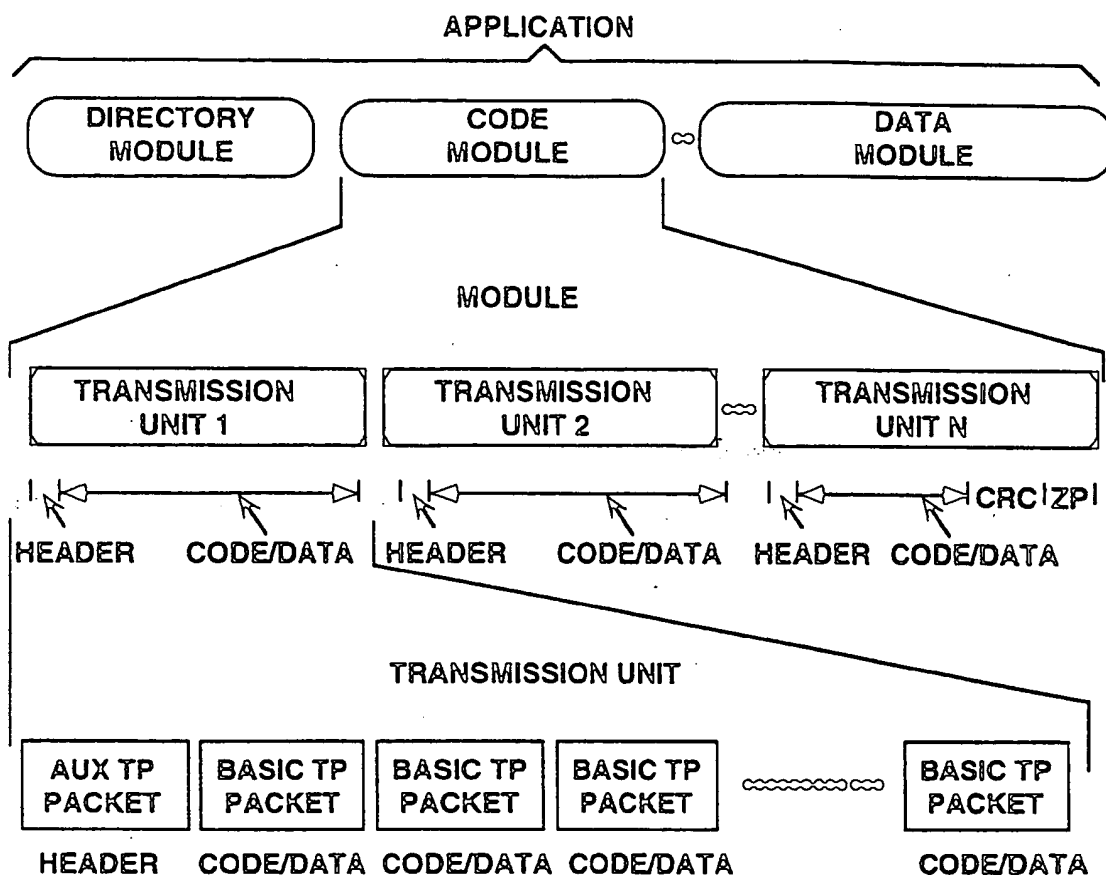 APPLICATION
DIRECTORY MODULE
CODE MODULE
DATA MODULE
MODULE
TRANSMISSION UNIT 1
TRANSMISSION UNIT 2
TRANSMISSION UNIT N
CRC ZP
HEADER
CODE/DATA
HEADER
CODE/DATA
HEADER
CODE/DATA
TRANSMISSION UNIT
AUX TP PACKET
BASIC TP PACKET
BASIC TP PACKET
BASIC TP PACKET
BASIC TP PACKET
HEADER
CODE/DATA
CODE/DATA
CODE/DATA
CODE/DATA